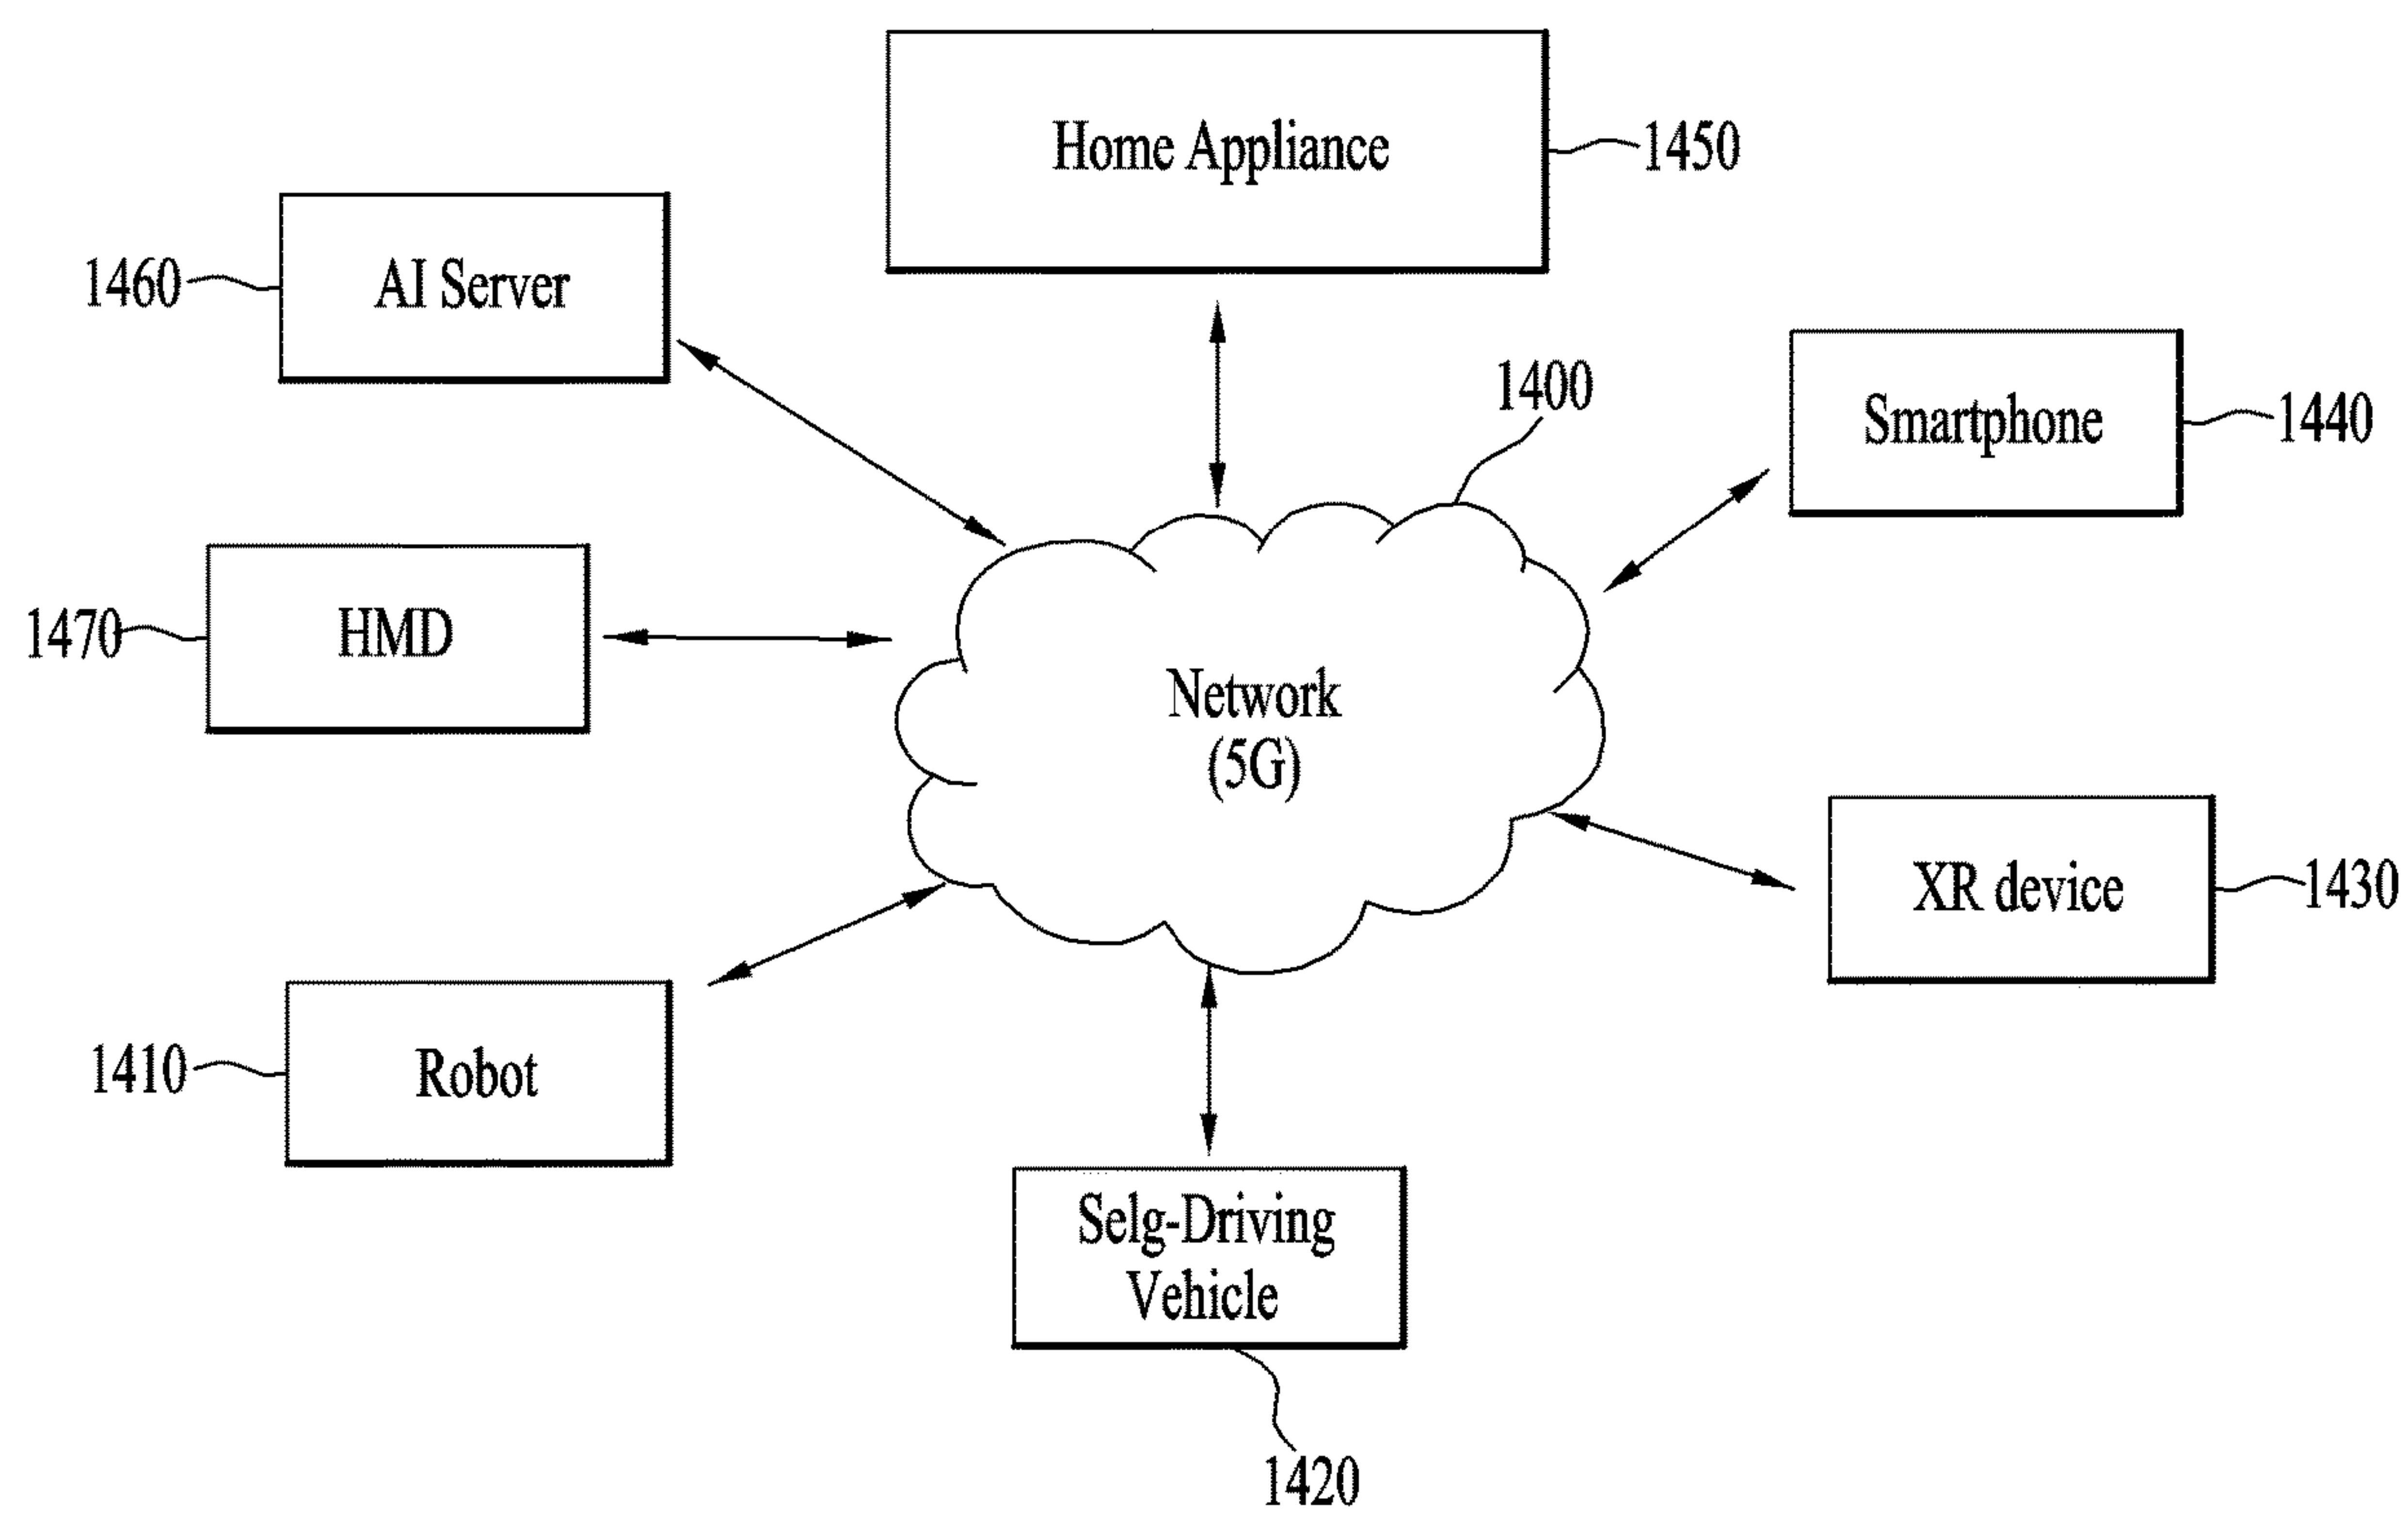 Home Appliance
1450
AI Server
1460
1400
Smartphone
1440
HMD
1470
Network
(5G)
XR device
1430
Robot
1410
Selg-Driving
Vehicle
1420